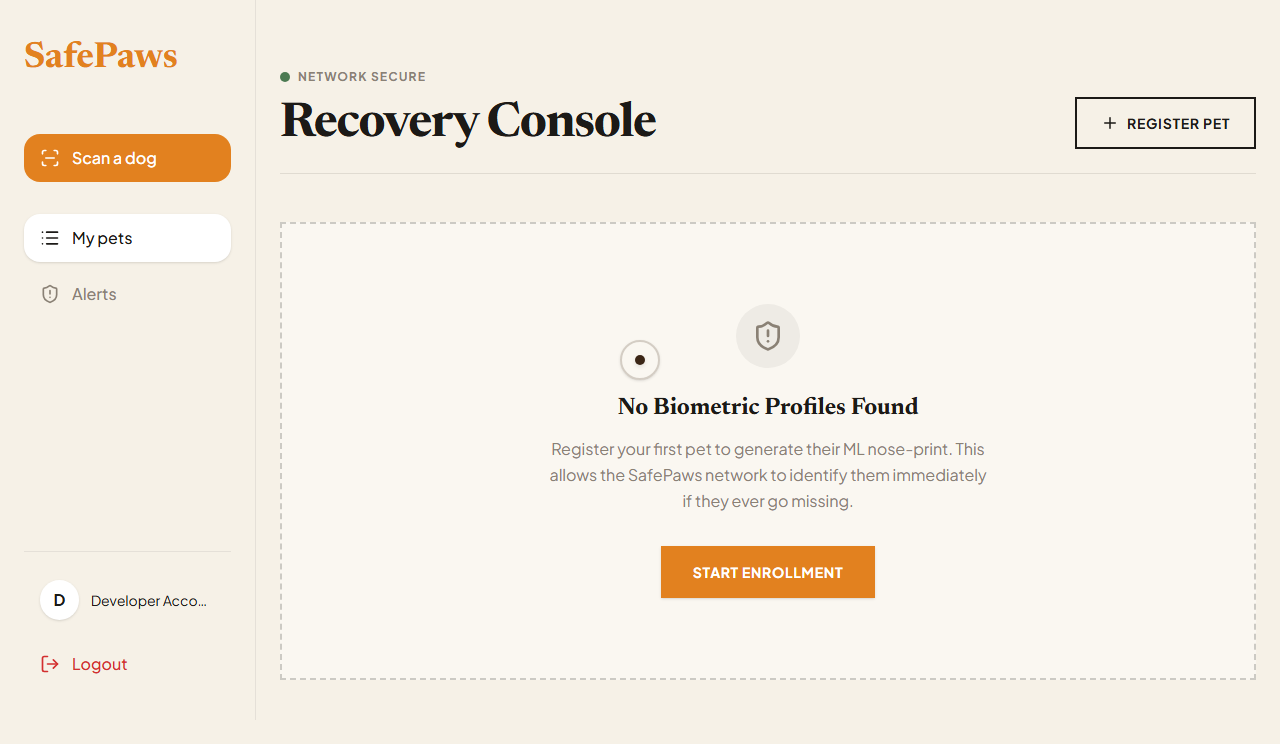 SafePaws
Scan a dog
My pets
Alerts
D
Developer Acco...
Logout
NETWORK SECURE
Recovery Console
+ REGISTER PET
No Biometric Profiles Found
Register your first pet to generate their ML nose-print. This
allows the SafePaws network to identify them immediately
if they ever go missing.
START ENROLLMENT